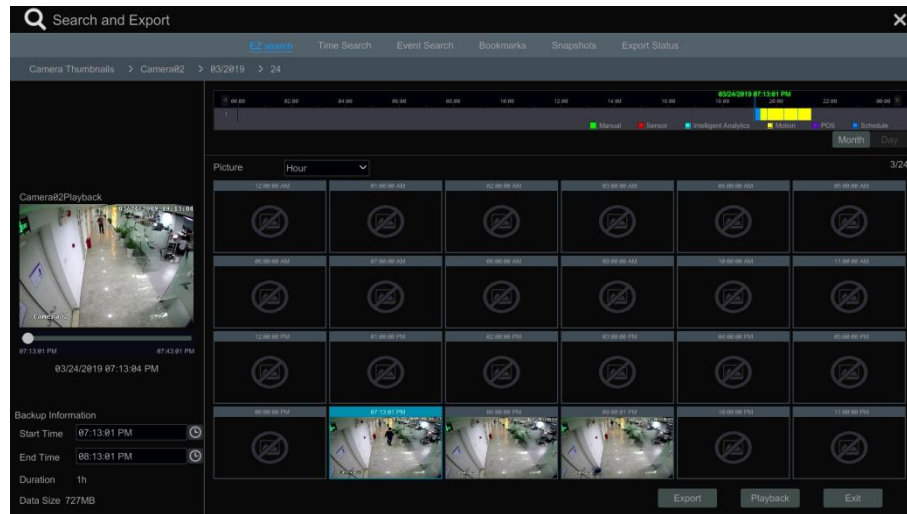 Search and Export
EZ search Time Search Event Search Bookmarks Snapshots Export Status
Camera Thumbnails > Camera02 > 03/2019 > 24
03/24/2019 07:13:01 PM
00:00 02:00 04:00 06:00 08:00 10:00 12:00 14:00 16:00 18:00 20:00 22:00 00:00
1
Manual Sensor Intelligent Analytics Motion POS Schedule
Month Day
Picture Hour 3/24
12:00:00 AM 01:00:00 AM 02:00:00 AM 03:00:00 AM 04:00:00 AM 05:00:00 AM
Camera02Playback
06:00:00 AM 07:00:00 AM 08:00:00 AM 09:00:00 AM 10:00:00 AM 11:00:00 AM
Camera02
12:00:00 PM 01:00:00 PM 02:00:00 PM 03:00:00 PM 04:00:00 PM 05:00:00 PM
07:13:01 PM 07:43:01 PM
03/24/2019 07:13:04 PM
06:00:00 PM 07:13:01 PM 08:00:00 PM 09:00:01 PM 10:00:00 PM 11:00:00 PM
Backup Information
Start Time 07:13:01 PM
End Time 08:13:01 PM
Duration 1h
Data Size 727MB
Export Playback Exit